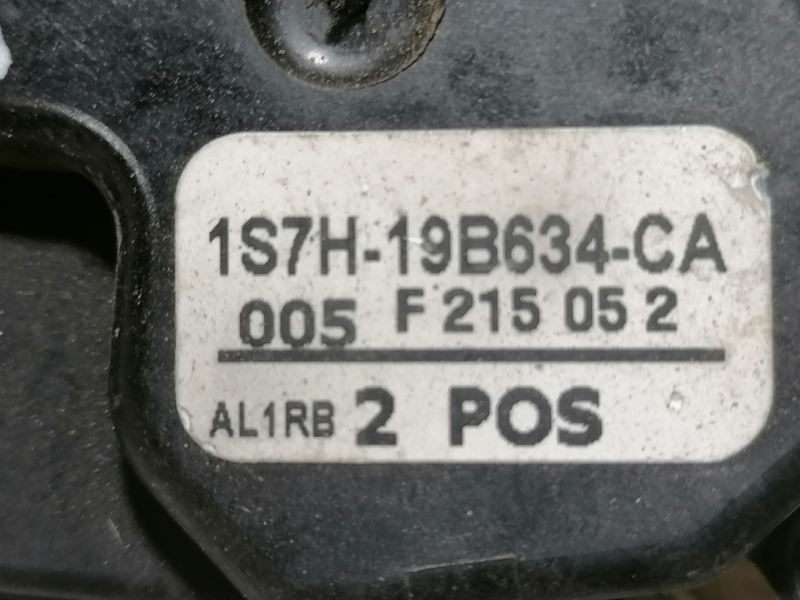 1S7H-19B634-CA
005 F 215 05 2
AL1RB 2 POS